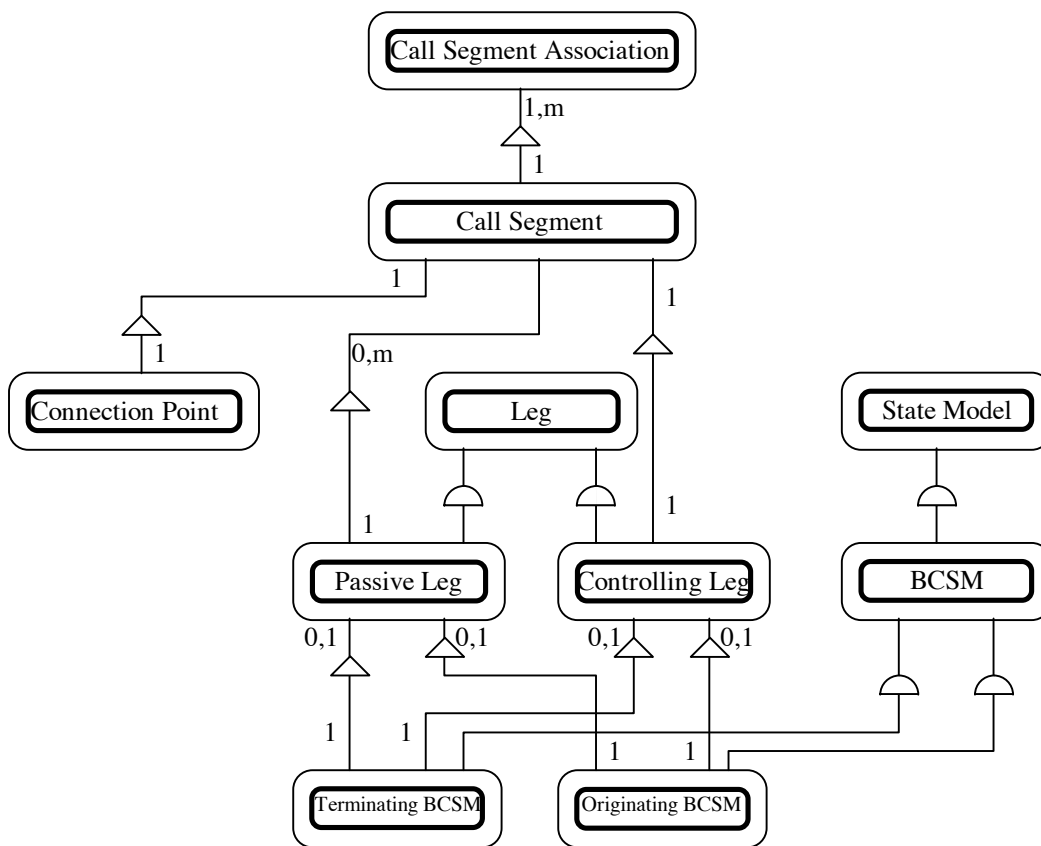 Call Segment Association
1,m
1
Call Segment
1
1
0,m
1
Connection Point
Leg
State Model
1
1
Passive Leg
Controlling Leg
BCSM
0,1
0,1
0,1
0,1
1
1
1
1
Terminating BCSM
Originating BCSM